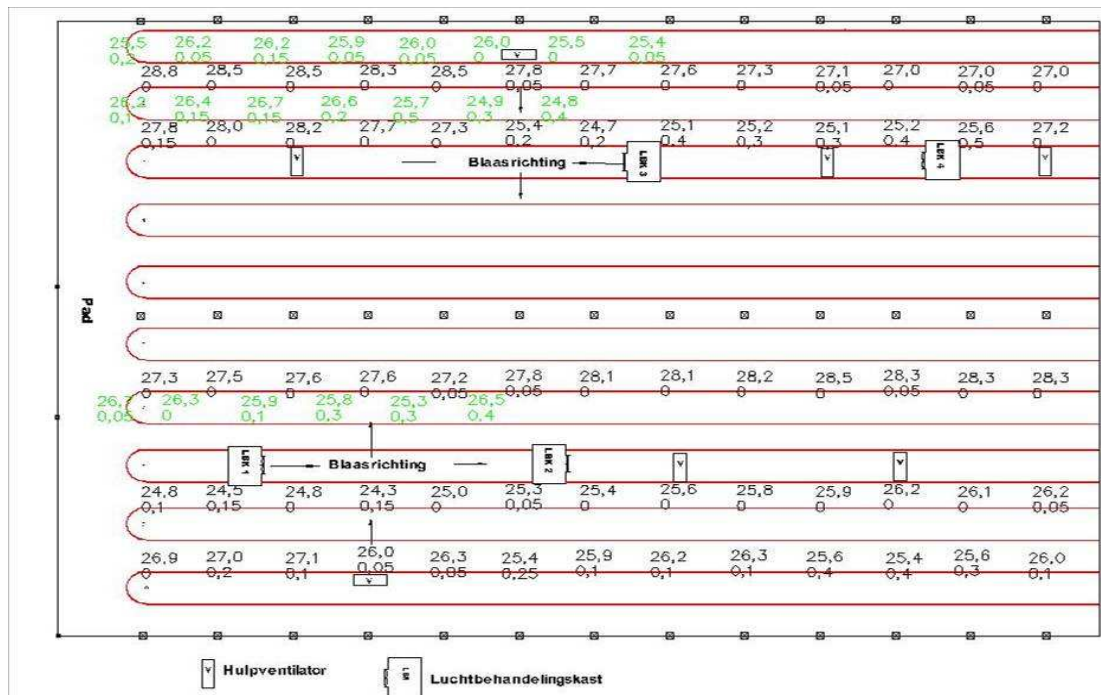 25,5 26,2 26,2 25,9 26,0 26,0 25,5 25,4
0,2 0,05 0,15 0,05 0,05 0 0 0,05
V
28,8 28,5 28,5 28,3 28,5 27,8 27,7 27,6 27,3 27,1 27,0 27,0 27,0
0 0 0 0 0 0,05 0 0 0 0,05 0 0 0
26,2 26,4 26,7 26,6 25,7 24,9 24,8
0,1 0,15 0,15 0,2 0,5 0,3 0,4
27,8 28,0 28,2 27,7 27,3 25,4 24,7 25,1 25,2 25,1 25,2 25,6 27,2
0,15 0 0 0 0 0,2 0,2 0,4 0,3 0,3 0,4 0,5 0
V Blaasrichting LBK 3 V LBK 4 V
Pad
27,3 27,5 27,6 27,6 27,2 27,8 28,1 28,1 28,2 28,5 28,3 28,3 28,3
0 0 0 0 0,05 0,05 0 0 0 0 0,05 0 0
26,3 25,9 25,8 25,3 26,5
0,05 0 0,1 0,3 0,3 0,4
LBK 1 Blaasrichting LBK 2 V V
24,8 24,5 24,8 24,3 25,0 25,3 25,4 25,6 25,8 25,9 26,2 26,1 26,2
0,1 0,15 0 0,15 0 0,05 0 0 0 0 0 0 0,05
26,9 27,0 27,1 26,0 26,3 25,4 25,9 26,2 26,3 25,6 25,4 25,6 26,0
0 0,2 0,1 0,05 0,05 0,25 0,1 0,1 0,1 0,4 0,4 0,3 0,1
V
V Hulpventilator Luchtbehandelingskast